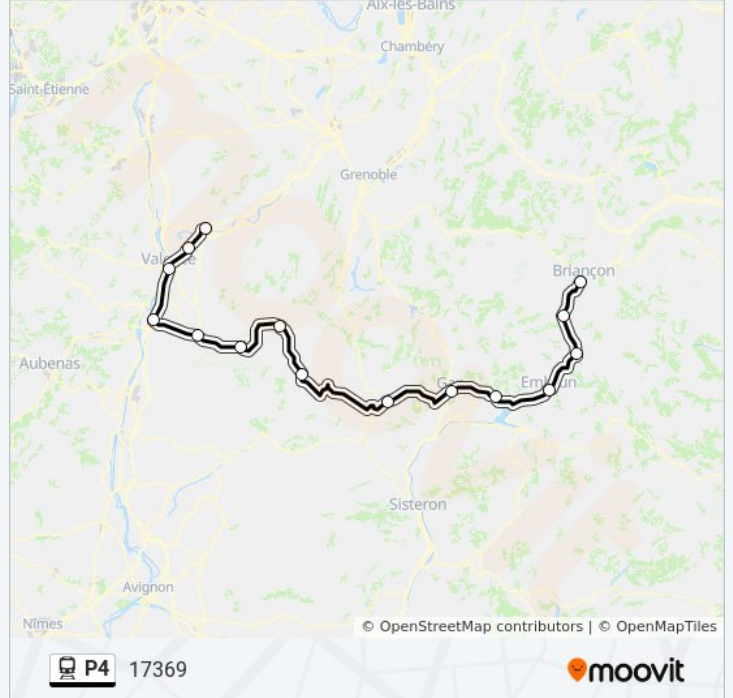 Aix-les-Bains
Chambéry
Saint-Étienne
Grenoble
Valence
Briançon
Aubenas
Gap
Embrun
Sisteron
Avignon
Nîmes
© OpenStreetMap contributors | © OpenMapTiles
P4 17369
moovit